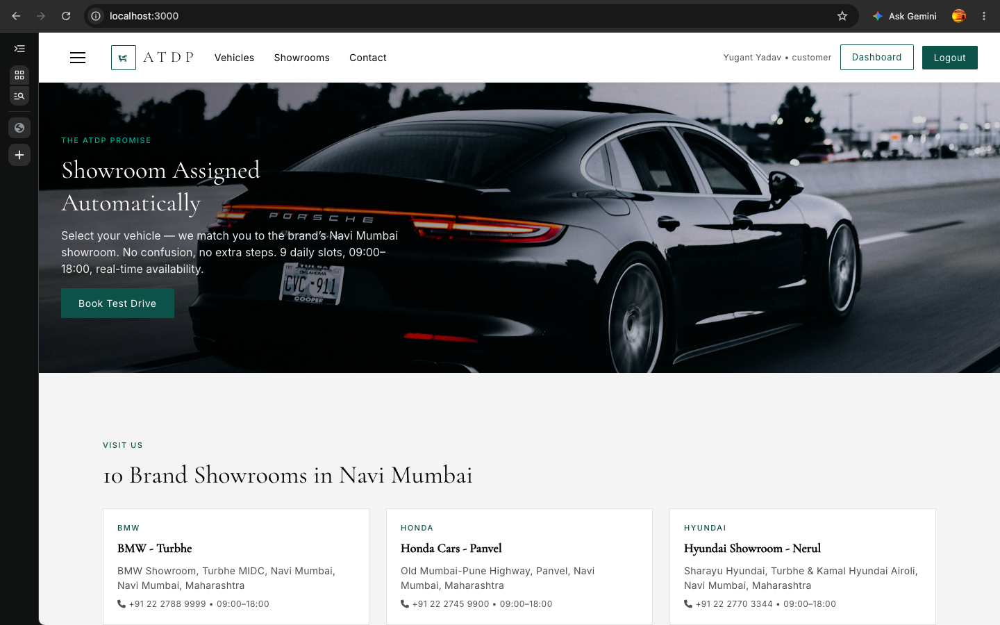 localhost:3000
Ask Gemini
ATDP
Vehicles
Showrooms
Contact
Yugant Yadav • customer
Dashboard
Logout
THE ATDP PROMISE
Showroom Assigned
Automatically
Select your vehicle — we match you to the brand’s Navi Mumbai
showroom. No confusion, no extra steps. 9 daily slots, 09:00–
18:00, real-time availability.
Book Test Drive
PORSCHE
TULSA
OKLAHOMA
CVC-911
COOPER
VISIT US
10 Brand Showrooms in Navi Mumbai
BMW
BMW - Turbhe
BMW Showroom, Turbhe MIDC, Navi Mumbai,
Navi Mumbai, Maharashtra
+91 22 2788 9999 • 09:00–18:00
HONDA
Honda Cars - Panvel
Old Mumbai-Pune Highway, Panvel, Navi
Mumbai, Maharashtra
+91 22 2745 9900 • 09:00–18:00
HYUNDAI
Hyundai Showroom - Nerul
Sharayu Hyundai, Turbhe & Kamal Hyundai Airoli,
Navi Mumbai, Maharashtra
+91 22 2770 3344 • 09:00–18:00